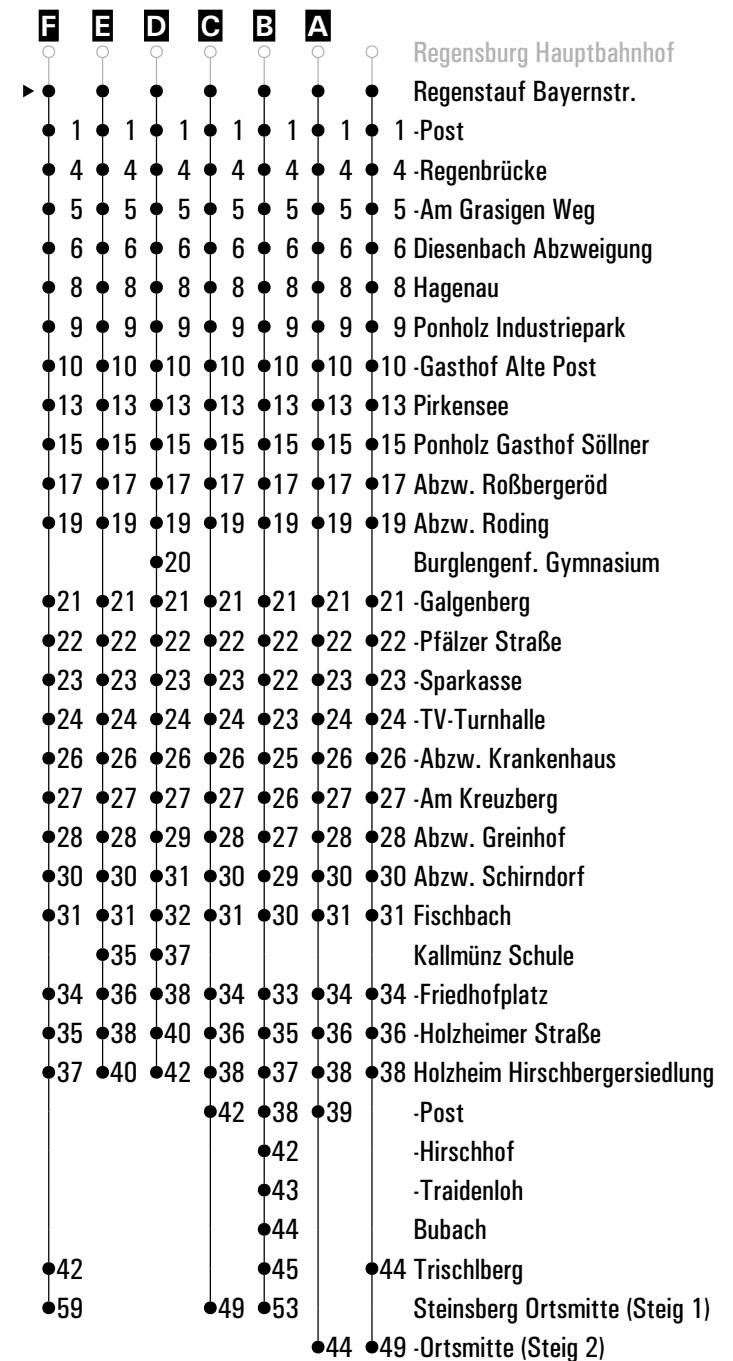 F E D C B A
Regensburg Hauptbahnhof
Regenstauf Bayernstr.
1 1 1 1 1 1 1 -Post
4 4 4 4 4 4 4 -Regenbrücke
5 5 5 5 5 5 5 -Am Grasigen Weg
6 6 6 6 6 6 6 Diesenbach Abzweigung
8 8 8 8 8 8 8 Hagenau
9 9 9 9 9 9 9 Ponholz Industriepark
10 10 10 10 10 10 10 -Gasthof Alte Post
13 13 13 13 13 13 13 Pirkensee
15 15 15 15 15 15 15 Ponholz Gasthof Söllner
17 17 17 17 17 17 17 Abzw. Roßbergeröd
19 19 19 19 19 19 19 Abzw. Roding
20 Burglengenf. Gymnasium
21 21 21 21 21 21 21 -Galgenberg
22 22 22 22 22 22 22 -Pfälzer Straße
23 23 23 23 22 23 23 -Sparkasse
24 24 24 24 23 24 24 -TV-Turnhalle
26 26 26 26 25 26 26 -Abzw. Krankenhaus
27 27 27 27 26 27 27 -Am Kreuzberg
28 28 29 28 27 28 28 Abzw. Greinhof
30 30 31 30 29 30 30 Abzw. Schirndorf
31 31 32 31 30 31 31 Fischbach
35 37 Kallmünz Schule
34 36 38 34 33 34 34 -Friedhofplatz
35 38 40 36 35 36 36 -Holzheimer Straße
37 40 42 38 37 38 38 Holzheim Hirschbergersiedlung
42 38 39 -Post
42 -Hirschhof
43 -Traidenloh
44 Bubach
42 45 44 Trischlberg
59 49 53 Steinsberg Ortsmitte (Steig 1)
44 49 -Ortsmitte (Steig 2)